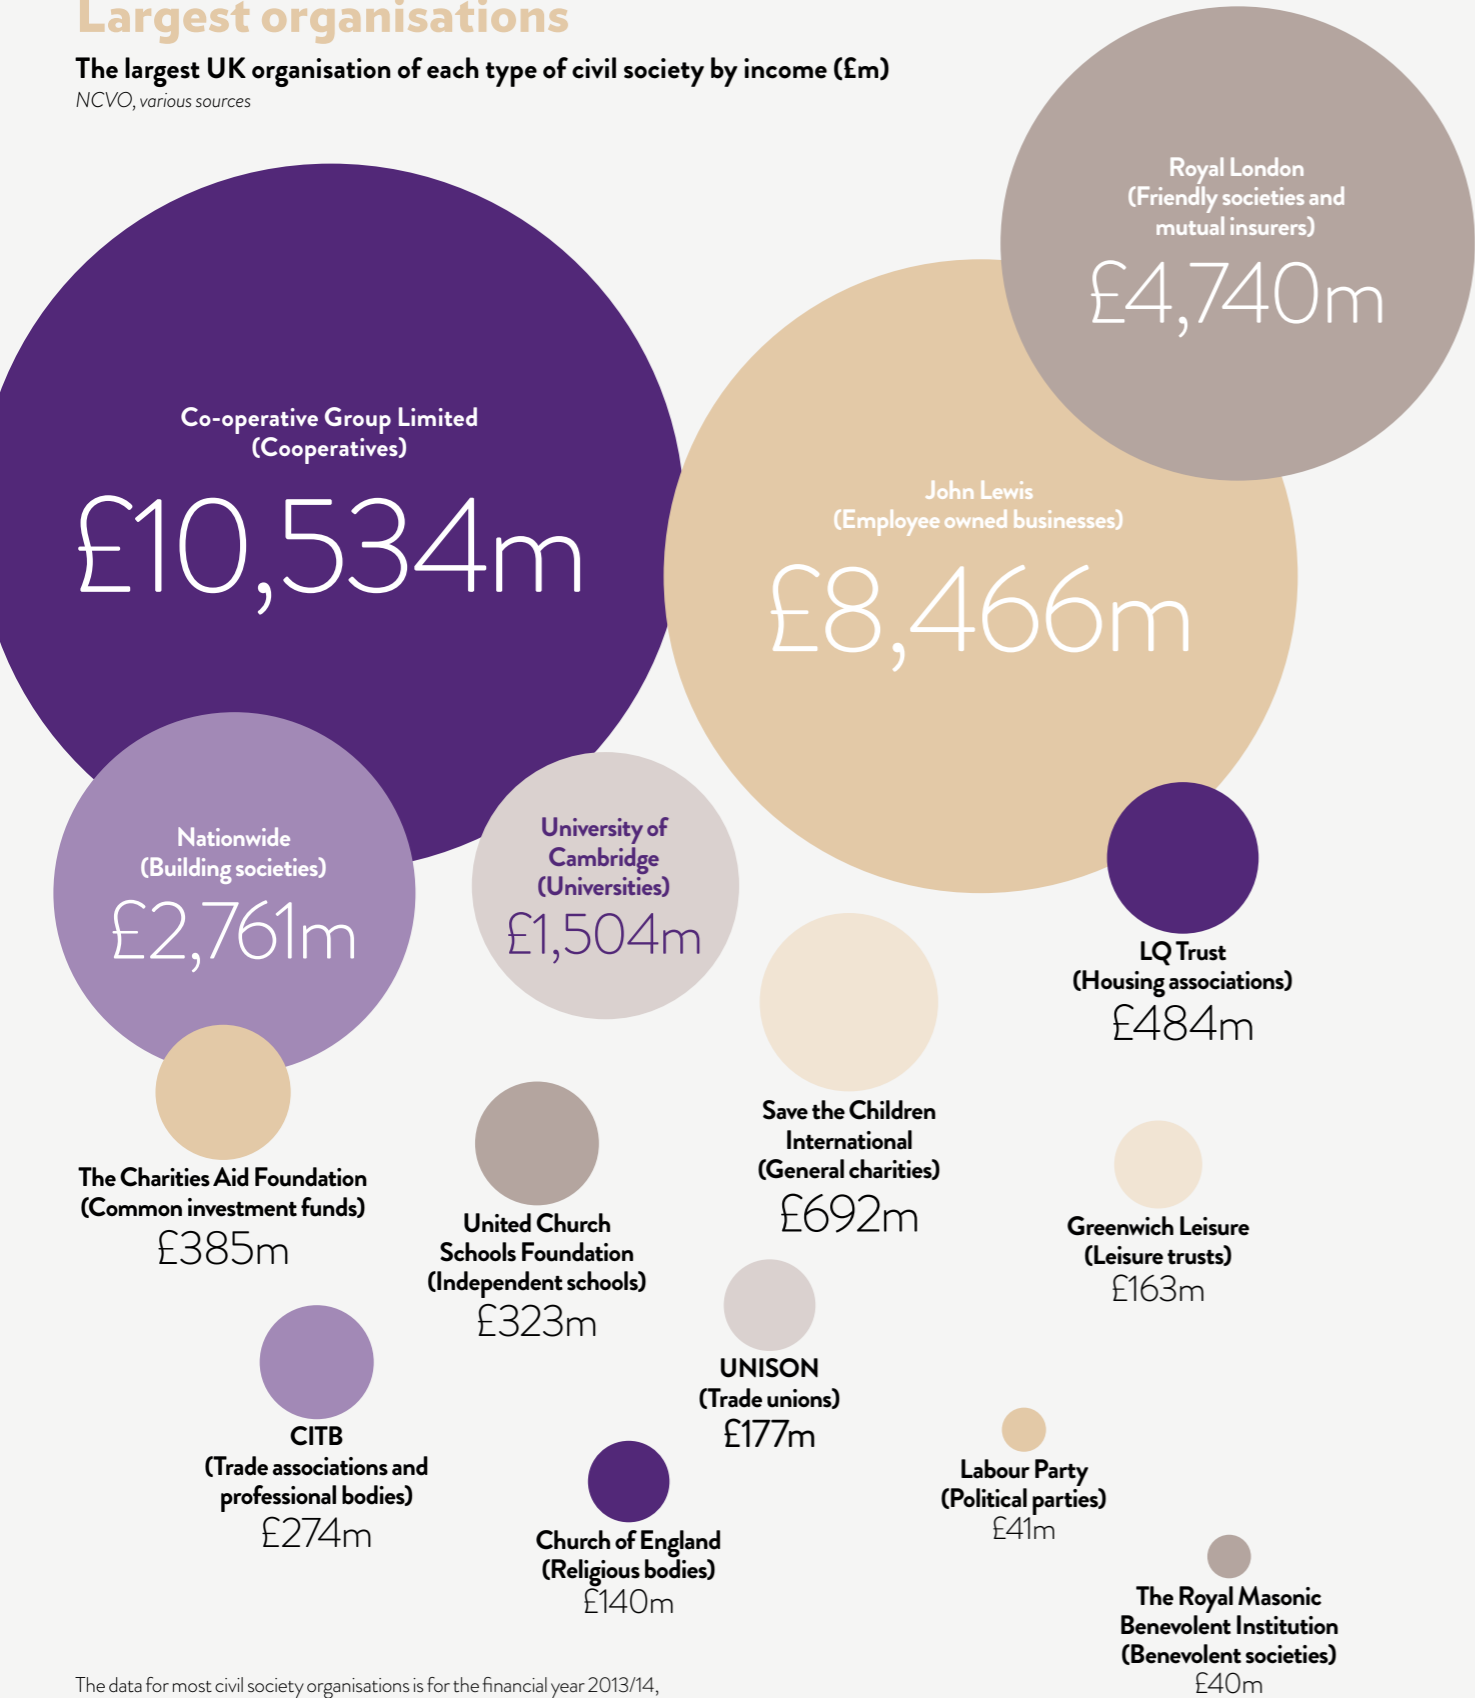 Largest organisations
The largest UK organisation of each type of civil society by income (£m)
NCVO, various sources
Royal London
(Friendly societies and
mutual insurers)
£4,740m
Co-operative Group Limited
(Cooperatives)
£10,534m
John Lewis
(Employee owned businesses)
£8,466m
Nationwide
(Building societies)
£2,761m
University of
Cambridge
(Universities)
£1,504m
LQ Trust
(Housing associations)
£484m
Save the Children
International
(General charities)
£692m
The Charities Aid Foundation
(Common investment funds)
£385m
United Church
Schools Foundation
(Independent schools)
£323m
Greenwich Leisure
(Leisure trusts)
£163m
UNISON
(Trade unions)
£177m
CITB
(Trade associations and
professional bodies)
£274m
Church of England
(Religious bodies)
£140m
Labour Party
(Political parties)
£41m
The Royal Masonic
Benevolent Institution
(Benevolent societies)
£40m
The data for most civil society organisations is for the financial year 2013/14,